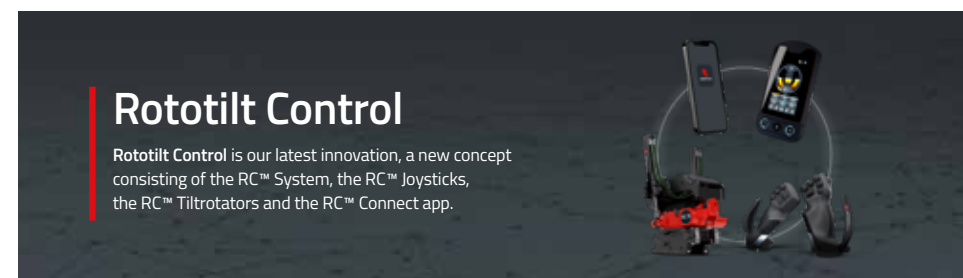 Rototilt Control
Rototilt Control is our latest innovation, a new concept
consisting of the RC™ System, the RC™ Joysticks,
the RC™ Tiltrotators and the RC™ Connect app.